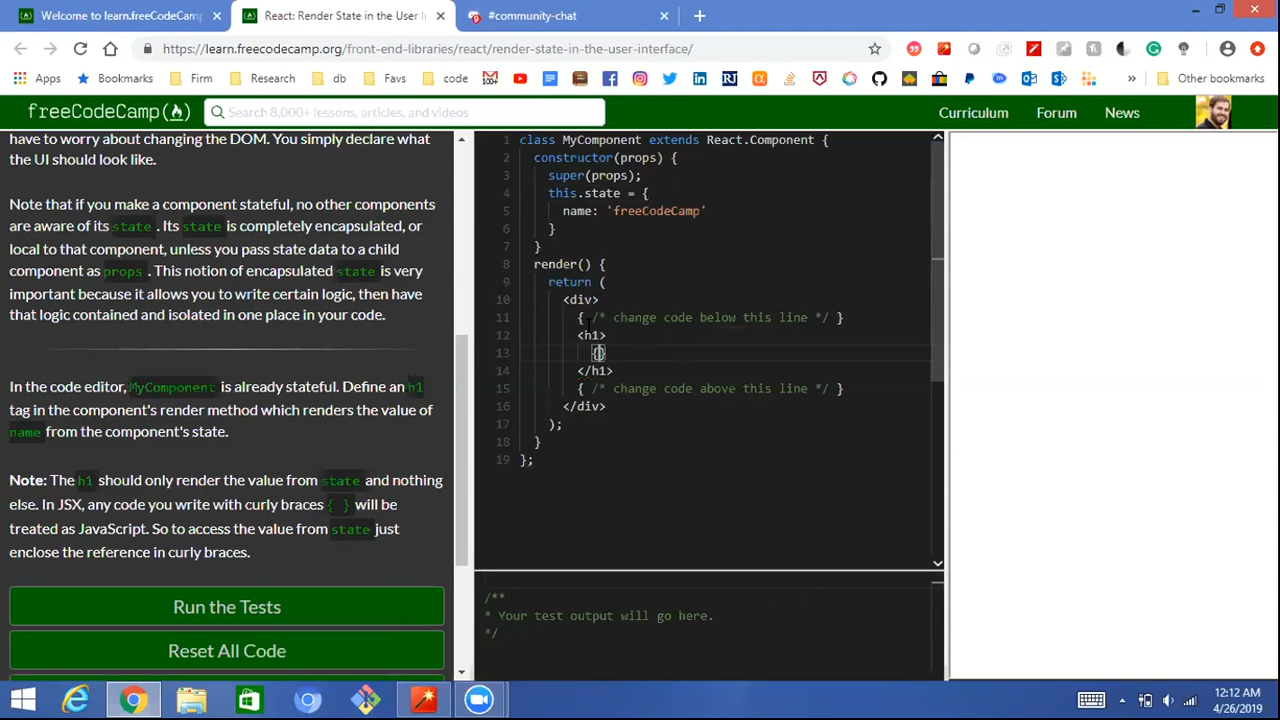 Welcome to learn.freeCodeCamp
React: Render State in the User I
#community-chat
https://learn.freecodecamp.org/front-end-libraries/react/render-state-in-the-user-interface/
Apps
Bookmarks
Firm
Research
db
Favs
code
100+
Other bookmarks
freeCodeCamp
Search 8,000+ lessons, articles, and videos
Curriculum
Forum
News
have to worry about changing the DOM. You simply declare what
the UI should look like.
Note that if you make a component stateful, no other components
are aware of its state . Its state is completely encapsulated, or
local to that component, unless you pass state data to a child
component as props . This notion of encapsulated state is very
important because it allows you to write certain logic, then have
that logic contained and isolated in one place in your code.
In the code editor, MyComponent is already stateful. Define an h1
tag in the component's render method which renders the value of
name from the component's state.
Note: The h1 should only render the value from state and nothing
else. In JSX, any code you write with curly braces { } will be
treated as JavaScript. So to access the value from state just
enclose the reference in curly braces.
Run the Tests
Reset All Code
1 class MyComponent extends React.Component {
2 constructor(props) {
3 super(props);
4 this.state = {
5 name: 'freeCodeCamp'
6 }
7 }
8 render() {
9 return (
10 <div>
11 { /* change code below this line */ }
12 <h1>
13 {}
14 </h1>
15 { /* change code above this line */ }
16 </div>
17 );
18 }
19 };
/**
* Your test output will go here.
*/
12:12 AM
4/26/2019